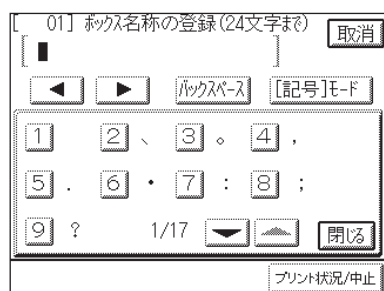 [ 01] ﾎﾞｯｸｽ名称の登録(24文字まで) 取消
[ ]
◀ ▶ ﾊﾞｯｸｽﾍﾟｰｽ [記号]ﾓｰﾄﾞ
1 2 、 3 。 4 ,
5 . 6 ・ 7 : 8 ;
9 ? 1/17 ▼ ▲ 閉じる
ﾌﾟﾘﾝﾄ状況/中止